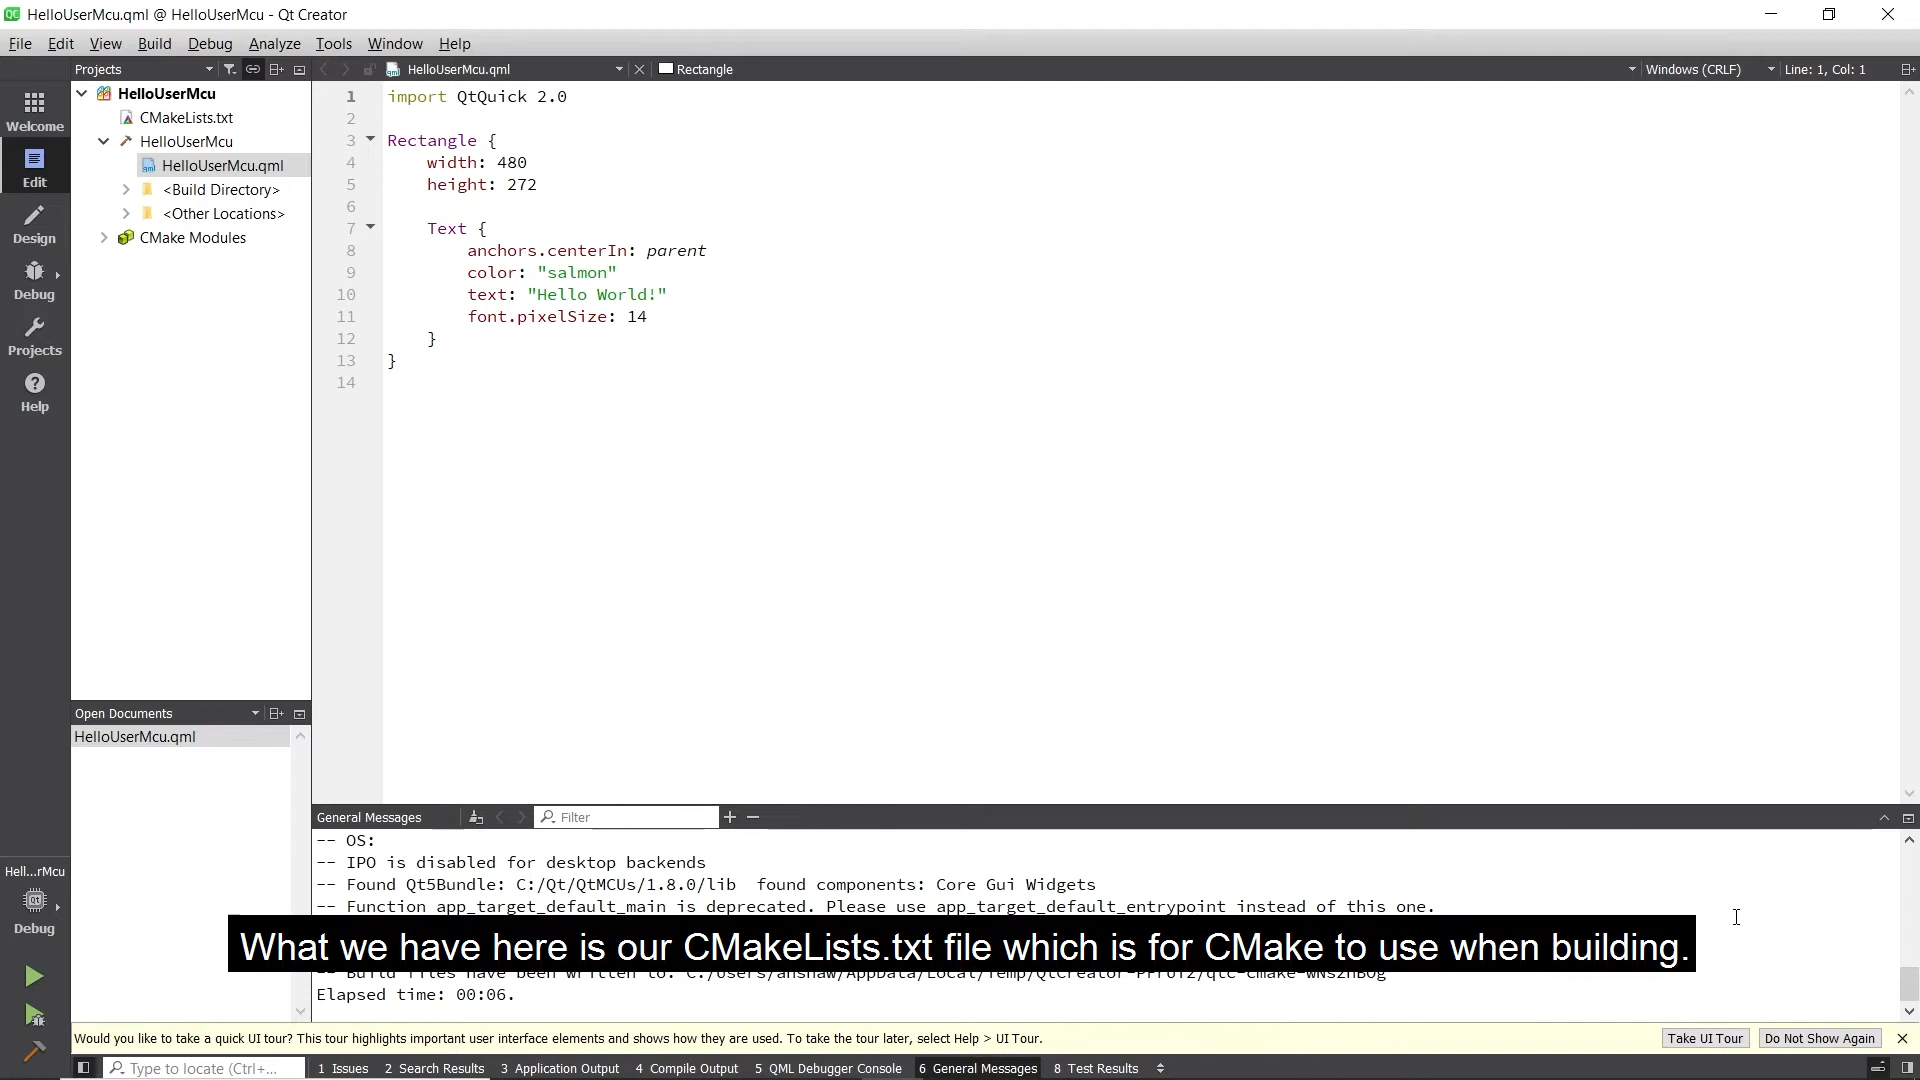 HelloUserMcu.qml @ HelloUserMcu - Qt Creator
File Edit View Build Debug Analyze Tools Window Help
Projects
HelloUserMcu.qml
Rectangle
Windows (CRLF)
Line: 1, Col: 1
Welcome
Edit
Design
Debug
Projects
Help
HelloUserMcu
CMakeLists.txt
HelloUserMcu
HelloUserMcu.qml
<Build Directory>
<Other Locations>
CMake Modules
1 import QtQuick 2.0
2
3 Rectangle {
4 width: 480
5 height: 272
6
7 Text {
8 anchors.centerIn: parent
9 color: "salmon"
10 text: "Hello World!"
11 font.pixelSize: 14
12 }
13 }
14
Open Documents
HelloUserMcu.qml
General Messages
Filter
-- OS:
-- IPO is disabled for desktop backends
-- Found Qt5Bundle: C:/Qt/QtMCUs/1.8.0/lib found components: Core Gui Widgets
-- Function app_target_default_main is deprecated. Please use app_target_default_entrypoint instead of this one.
What we have here is our CMakeLists.txt file which is for CMake to use when building.
Elapsed time: 00:06.
Hell...rMcu
Debug
Would you like to take a quick UI tour? This tour highlights important user interface elements and shows how they are used. To take the tour later, select Help > UI Tour.
Take UI Tour
Do Not Show Again
Type to locate (Ctrl+...
1 Issues 2 Search Results 3 Application Output 4 Compile Output 5 QML Debugger Console 6 General Messages 8 Test Results